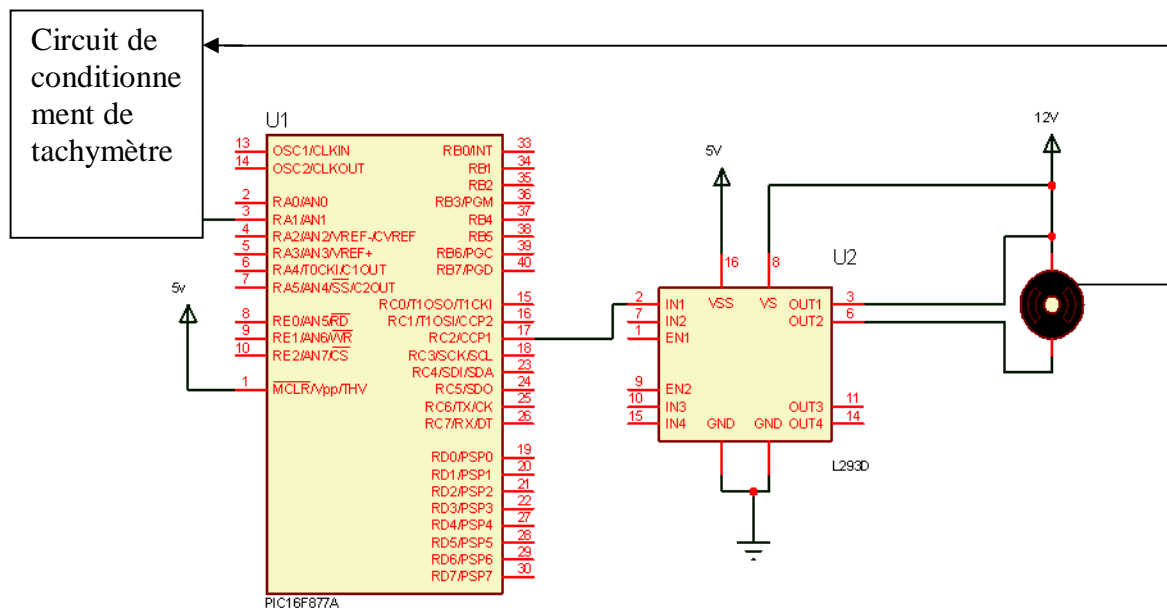 Circuit de
conditionne
ment de
tachymètre
U1
13 OSC1/CLKIN
14 OSC2/CLKOUT
2 RA0/AN0
3 RA1/AN1
4 RA2/AN2/VREF-/CVREF
5 RA3/AN3/VREF+
6 RA4/T0CKI/C1OUT
7 RA5/AN4/SS/C2OUT
8 RE0/AN5/RD
9 RE1/AN6/WR
10 RE2/AN7/CS
1 MCLR/Vpp/THV
RB0/INT 33
RB1 34
RB2 35
RB3/PGM 36
RB4 37
RB5 38
RB6/PGC 39
RB7/PGD 40
RC0/T1OSO/T1CKI 15
RC1/T1OSI/CCP2 16
RC2/CCP1 17
RC3/SCK/SCL 18
RC4/SDI/SDA 23
RC5/SDO 24
RC6/TX/CK 25
RC7/RX/DT 26
RD0/PSP0 19
RD1/PSP1 20
RD2/PSP2 21
RD3/PSP3 22
RD4/PSP4 27
RD5/PSP5 28
RD6/PSP6 29
RD7/PSP7 30
PIC16F877A
5v
5V
12V
U2
16 VSS
8 VS
2 IN1
7 IN2
1 EN1
9 EN2
10 IN3
15 IN4
OUT1 3
OUT2 6
OUT3 11
OUT4 14
GND GND
L293D